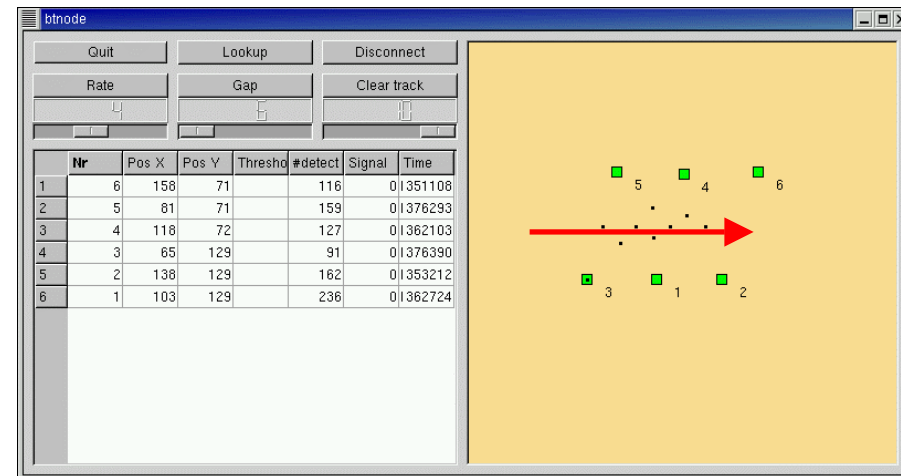 btnode
Quit Lookup Disconnect
Rate Gap Clear track
4 6 10
Nr Pos X Pos Y Thresho #detect Signal Time
1 6 158 71 116 0 1351108
2 5 81 71 159 0 1376293
3 4 118 72 127 0 1362103
4 3 65 129 91 0 1376390
5 2 138 129 162 0 1353212
6 1 103 129 236 0 1362724
5 4 6
3 1 2